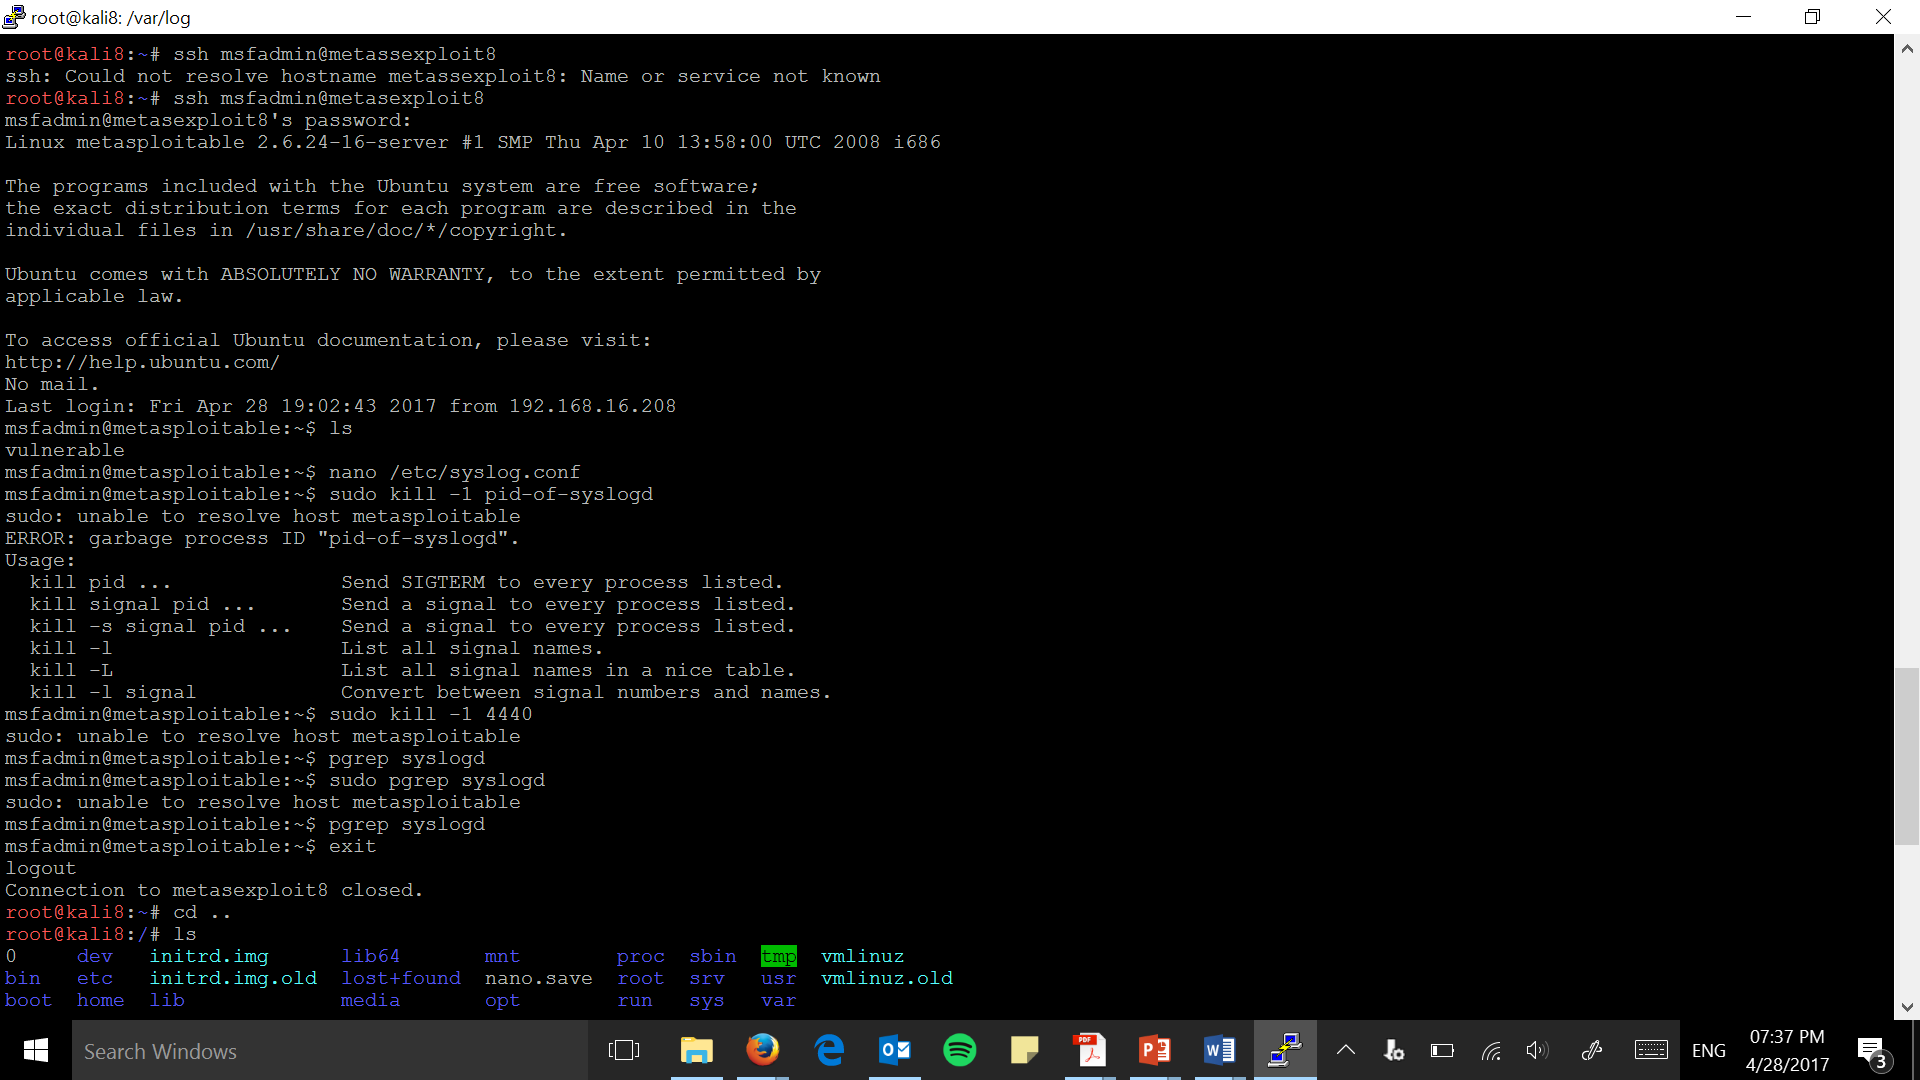 root@kali8: /var/log
root@kali8:~# ssh msfadmin@metassexploit8
ssh: Could not resolve hostname metassexploit8: Name or service not known
root@kali8:~# ssh msfadmin@metasexploit8
msfadmin@metasexploit8's password:
Linux metasploitable 2.6.24-16-server #1 SMP Thu Apr 10 13:58:00 UTC 2008 i686
The programs included with the Ubuntu system are free software;
the exact distribution terms for each program are described in the
individual files in /usr/share/doc/*/copyright.
Ubuntu comes with ABSOLUTELY NO WARRANTY, to the extent permitted by
applicable law.
To access official Ubuntu documentation, please visit:
http://help.ubuntu.com/
No mail.
Last login: Fri Apr 28 19:02:43 2017 from 192.168.16.208
msfadmin@metasploitable:~$ ls
vulnerable
msfadmin@metasploitable:~$ nano /etc/syslog.conf
msfadmin@metasploitable:~$ sudo kill -1 pid-of-syslogd
sudo: unable to resolve host metasploitable
ERROR: garbage process ID "pid-of-syslogd".
Usage:
  kill pid ...              Send SIGTERM to every process listed.
  kill signal pid ...       Send a signal to every process listed.
  kill -s signal pid ...    Send a signal to every process listed.
  kill -l                   List all signal names.
  kill -L                   List all signal names in a nice table.
  kill -l signal            Convert between signal numbers and names.
msfadmin@metasploitable:~$ sudo kill -1 4440
sudo: unable to resolve host metasploitable
msfadmin@metasploitable:~$ pgrep syslogd
msfadmin@metasploitable:~$ sudo pgrep syslogd
sudo: unable to resolve host metasploitable
msfadmin@metasploitable:~$ pgrep syslogd
msfadmin@metasploitable:~$ exit
logout
Connection to metasexploit8 closed.
root@kali8:~# cd ..
root@kali8:/# ls
0     dev   initrd.img      lib64       mnt        proc  sbin  tmp  vmlinuz
bin   etc   initrd.img.old  lost+found  nano.save  root  srv   usr  vmlinuz.old
boot  home  lib             media       opt        run   sys   var
Search Windows
PDF
ENG
07:37 PM
4/28/2017
3